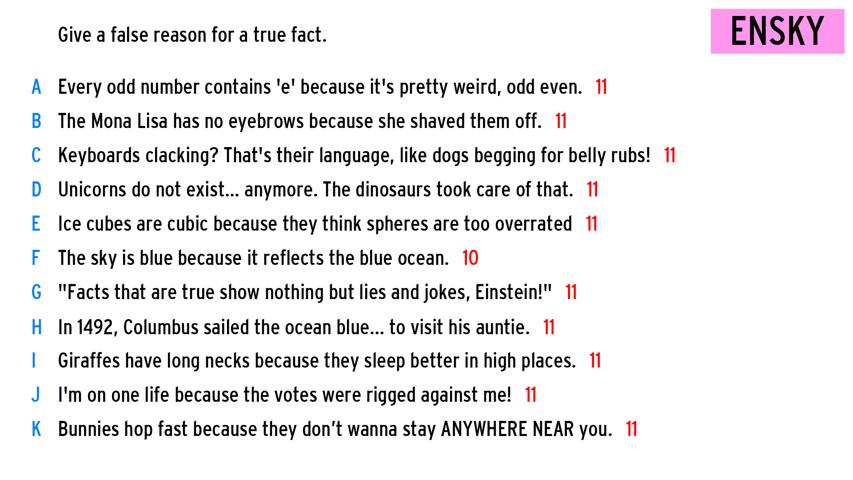 Give a false reason for a true fact.
ENSKY
A Every odd number contains 'e' because it's pretty weird, odd even. 11
B The Mona Lisa has no eyebrows because she shaved them off. 11
C Keyboards clacking? That's their language, like dogs begging for belly rubs! 11
D Unicorns do not exist... anymore. The dinosaurs took care of that. 11
E Ice cubes are cubic because they think spheres are too overrated 11
F The sky is blue because it reflects the blue ocean. 10
G "Facts that are true show nothing but lies and jokes, Einstein!" 11
H In 1492, Columbus sailed the ocean blue... to visit his auntie. 11
I Giraffes have long necks because they sleep better in high places. 11
J I'm on one life because the votes were rigged against me! 11
K Bunnies hop fast because they don’t wanna stay ANYWHERE NEAR you. 11